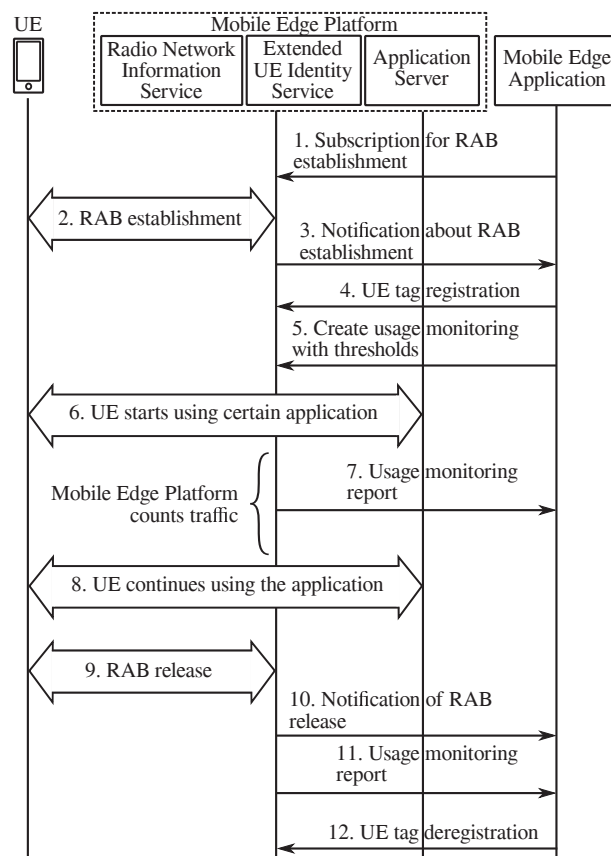 UE
Mobile Edge Platform
Radio Network
Information
Service
Extended
UE Identity
Service
Application
Server
Mobile Edge
Application
1. Subscription for RAB
establishment
2. RAB establishment
3. Notification about RAB
establishment
4. UE tag registration
5. Create usage monitoring
with thresholds
6. UE starts using certain application
7. Usage monitoring
report
Mobile Edge Platform
counts traffic
8. UE continues using the application
9. RAB release
10. Notification of RAB
release
11. Usage monitoring
report
12. UE tag deregistration